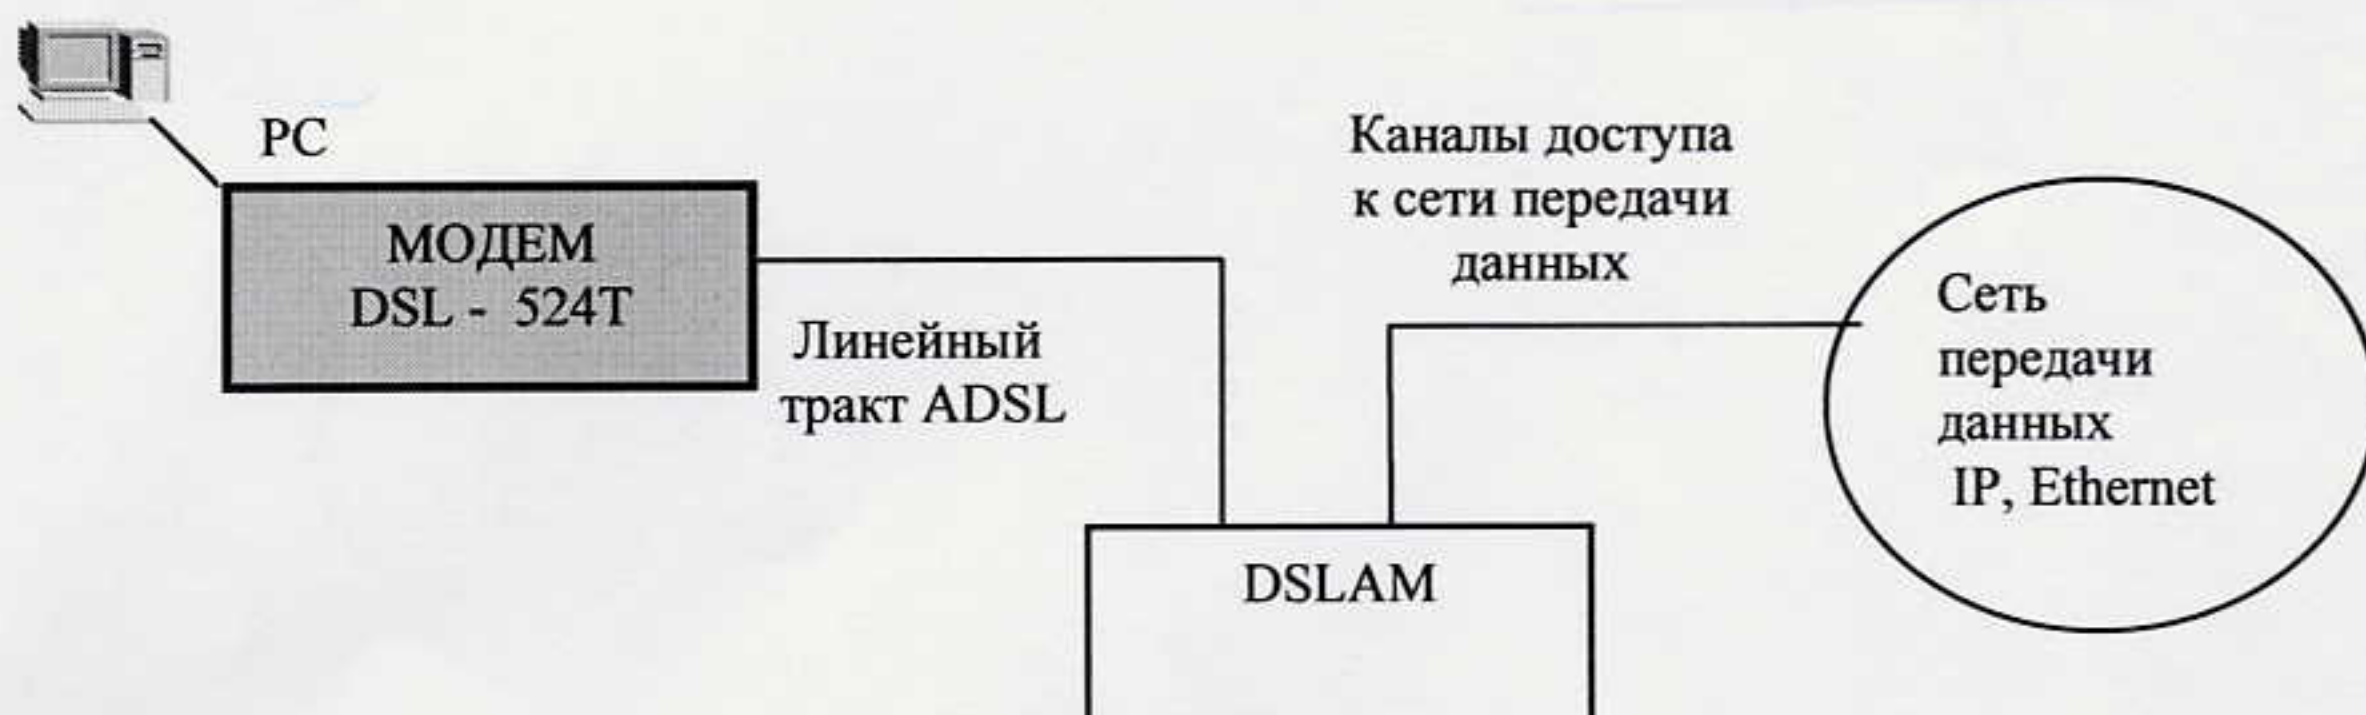 PC
МОДЕМ
DSL - 524T
Линейный
тракт ADSL
Каналы доступа
к сети передачи
данных
Сеть
передачи
данных
IP, Ethernet
DSLAM